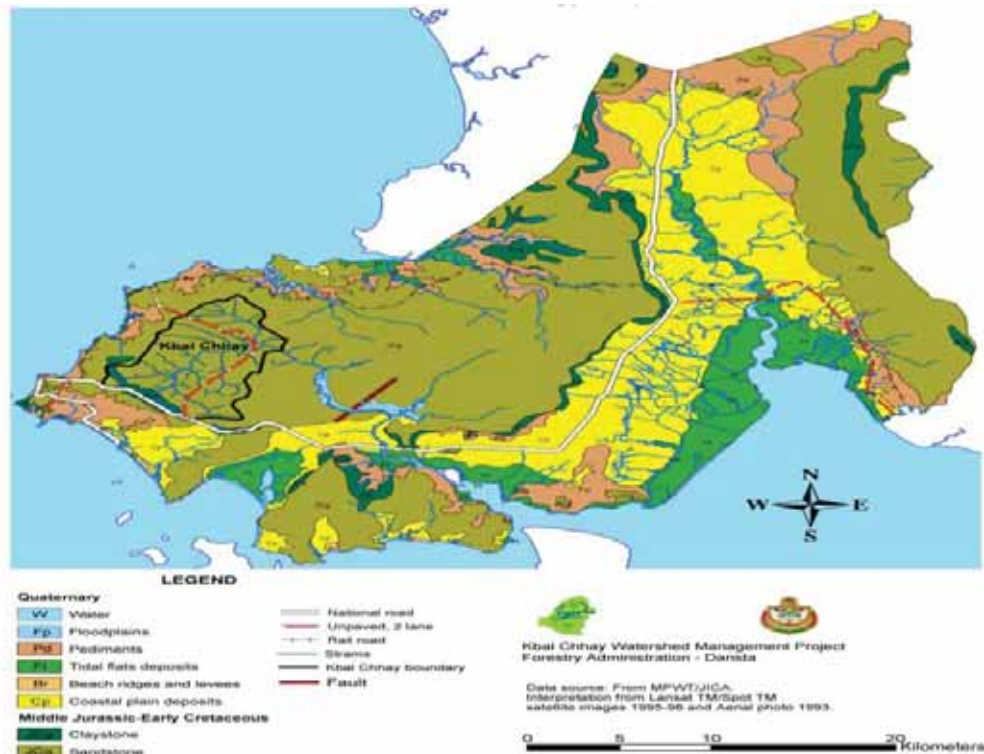 Kbal Chhay
N
W E
S
LEGEND
Quaternary
W Water
Fp Floodplains
Pd Pediments
Ft Tidal flats deposits
Br Beach ridges and levees
Cp Coastal plain deposits
Middle Jurassic-Early Cretaceous
Claystone
Sandstone
National road
Unpaved, 2 lane
Rail road
Strams
Kbal Chhay boundary
Fault
Kbal Chhay Watershed Management Project
Forestry Administration - Danida
Data source: From MPWT/JICA.
Interpretation from Lansat TM/Spot TM
satellite images 1995-96 and Aerial photo 1993.
0 5 10 20
Kilometers